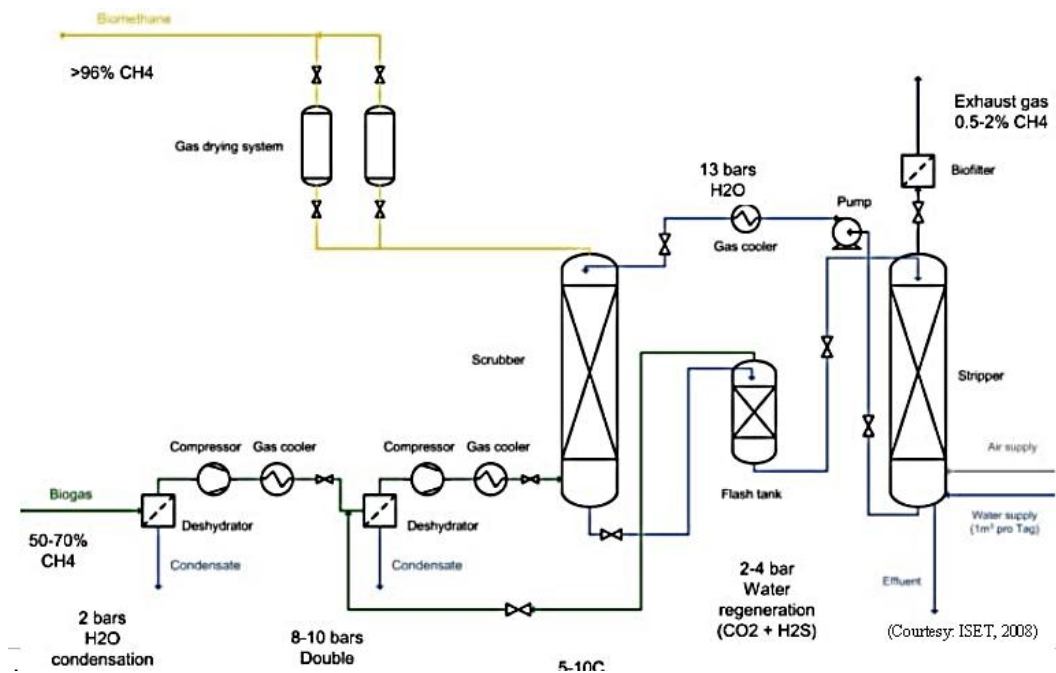 Biomethane
>96% CH4
Gas drying system
Exhaust gas
0.5-2% CH4
Biofilter
13 bars
H2O
Pump
Gas cooler
Scrubber
Stripper
Compressor
Gas cooler
Compressor
Gas cooler
Air supply
Biogas
Deshydrator
Deshydrator
Flash tank
Water supply
(1m³ pro Tag)
50-70%
CH4
Condensate
Condensate
Effluent
2 bars
H2O
condensation
8-10 bars
Double
2-4 bar
Water
regeneration
(CO2 + H2S)
(Courtesy: ISET, 2008)
5-10C